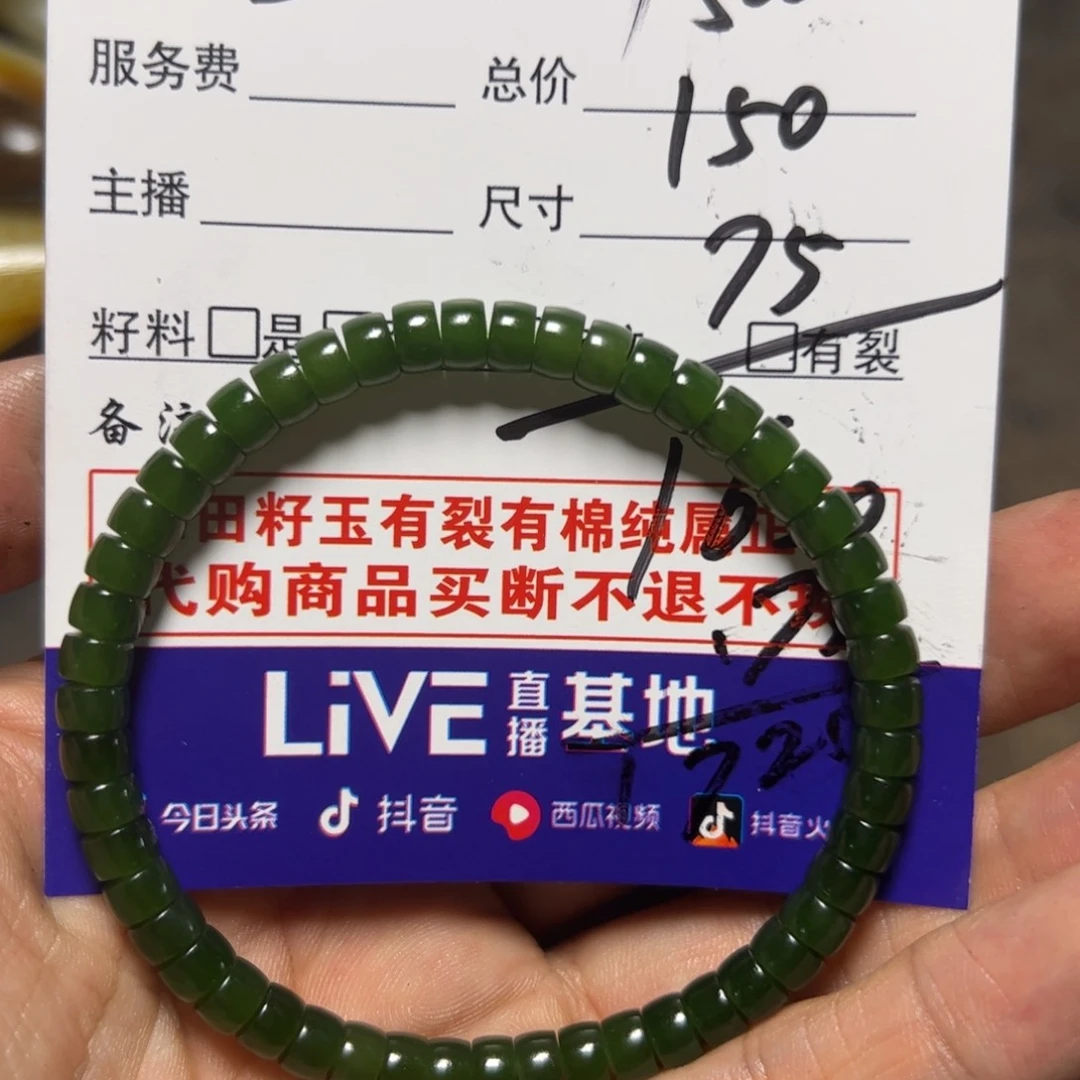 服务费 总价 150
主播 尺寸 75
籽料 □是 □有裂
备注
田籽玉有裂有棉纯属正
代购商品买断不退不换
LiVE 直播 基地 1725
今日头条 抖音 西瓜视频 抖音火